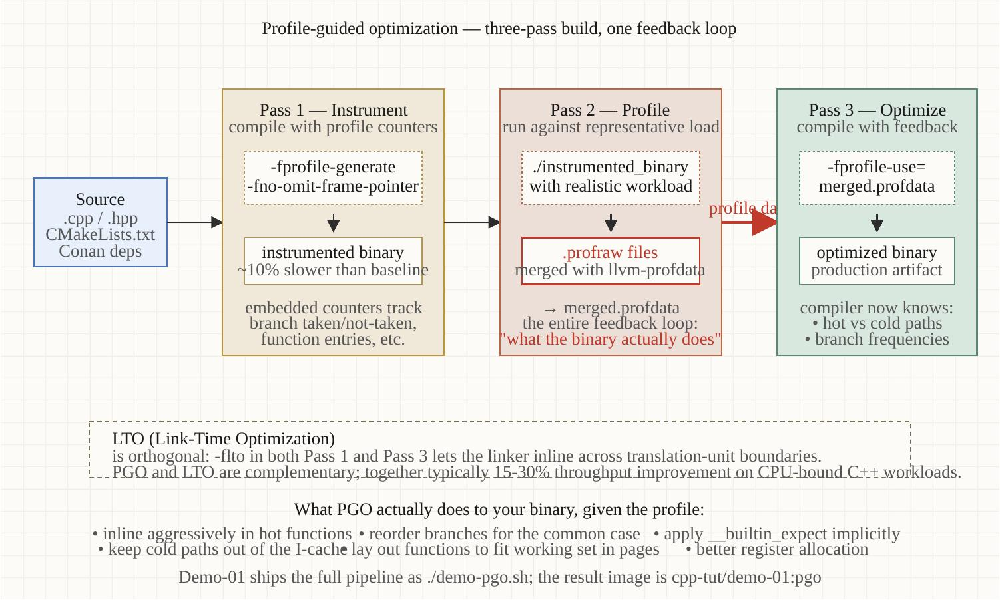 Profile-guided optimization — three-pass build, one feedback loop
Source
.cpp / .hpp
CMakeLists.txt
Conan deps
Pass 1 — Instrument
compile with profile counters
-fprofile-generate
-fno-omit-frame-pointer
instrumented binary
~10% slower than baseline
embedded counters track
branch taken/not-taken,
function entries, etc.
Pass 2 — Profile
run against representative load
./instrumented_binary
with realistic workload
.profraw files
merged with llvm-profdata
→ merged.profdata
the entire feedback loop:
"what the binary actually does"
profile da
Pass 3 — Optimize
compile with feedback
-fprofile-use=
merged.profdata
optimized binary
production artifact
compiler now knows:
• hot vs cold paths
• branch frequencies
LTO (Link-Time Optimization)
is orthogonal: -flto in both Pass 1 and Pass 3 lets the linker inline across translation-unit boundaries.
PGO and LTO are complementary; together typically 15-30% throughput improvement on CPU-bound C++ workloads.
What PGO actually does to your binary, given the profile:
• inline aggressively in hot functions • reorder branches for the common case • apply __builtin_expect implicitly
• keep cold paths out of the I-cache • lay out functions to fit working set in pages • better register allocation
Demo-01 ships the full pipeline as ./demo-pgo.sh; the result image is cpp-tut/demo-01:pgo